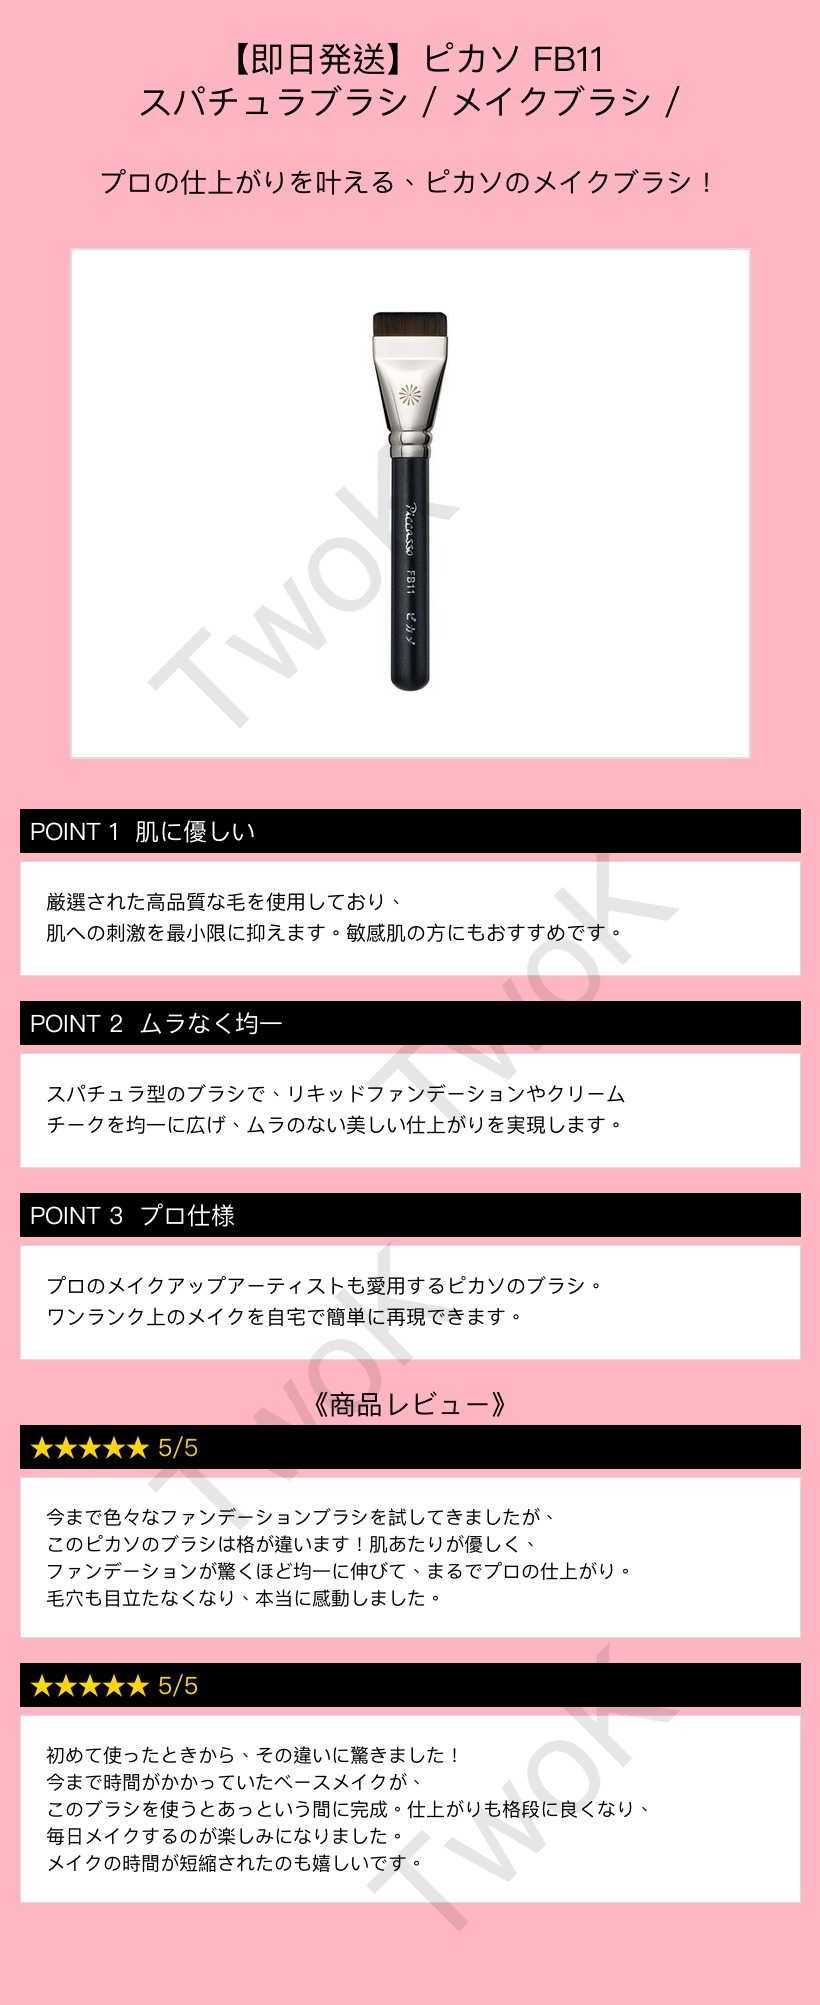 【即日発送】ピカソ FB11
スパチュラブラシ / メイクブラシ /
プロの仕上がりを叶える、ピカソのメイクブラシ！
Piccasso FB11 ピカソ
TwoK
POINT 1 肌に優しい
厳選された高品質な毛を使用しており、
肌への刺激を最小限に抑えます。敏感肌の方にもおすすめです。
TwoK
POINT 2 ムラなく均一
スパチュラ型のブラシで、リキッドファンデーションやクリーム
チークを均一に広げ、ムラのない美しい仕上がりを実現します。
POINT 3 プロ仕様
プロのメイクアップアーティストも愛用するピカソのブラシ。
ワンランク上のメイクを自宅で簡単に再現できます。
TwoK
《商品レビュー》
★★★★★ 5/5
今まで色々なファンデーションブラシを試してきましたが、
このピカソのブラシは格が違います！肌あたりが優しく、
ファンデーションが驚くほど均一に伸びて、まるでプロの仕上がり。
毛穴も目立たなくなり、本当に感動しました。
★★★★★ 5/5
初めて使ったときから、その違いに驚きました！
今まで時間がかかっていたベースメイクが、
このブラシを使うとあっという間に完成。仕上がりも格段に良くなり、
毎日メイクするのが楽しみになりました。
メイクの時間が短縮されたのも嬉しいです。
TwoK